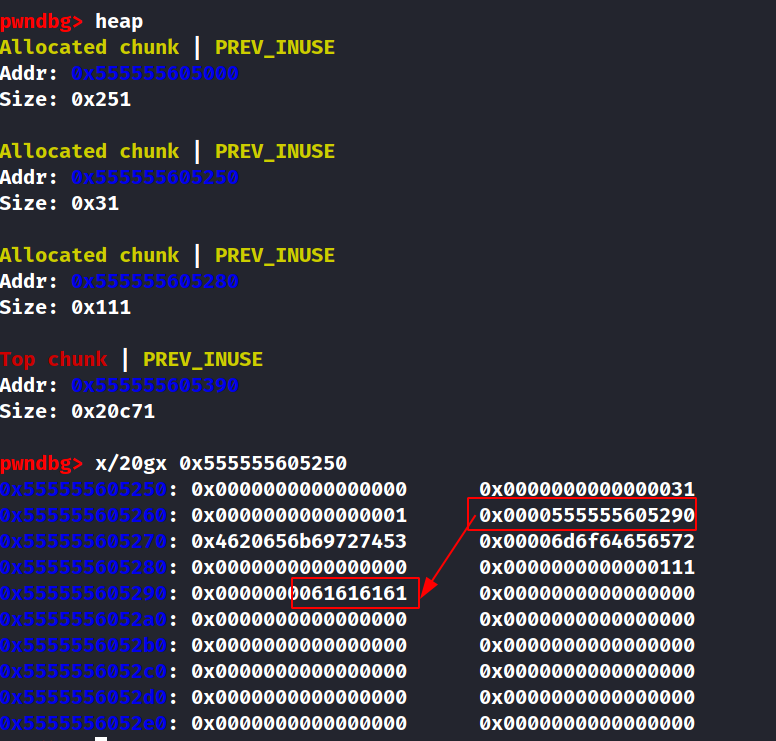 pwndbg> heap
Allocated chunk | PREV_INUSE
Addr: 0x555555605000
Size: 0x251
Allocated chunk | PREV_INUSE
Addr: 0x555555605250
Size: 0x31
Allocated chunk | PREV_INUSE
Addr: 0x555555605280
Size: 0x111
Top chunk | PREV_INUSE
Addr: 0x555555605390
Size: 0x20c71
pwndbg> x/20gx 0x555555605250
0x555555605250: 0x0000000000000000 0x0000000000000031
0x555555605260: 0x0000000000000001 0x0000555555605290
0x555555605270: 0x4620656b69727453 0x00006d6f64656572
0x555555605280: 0x0000000000000000 0x0000000000000111
0x555555605290: 0x0000000061616161 0x0000000000000000
0x5555556052a0: 0x0000000000000000 0x0000000000000000
0x5555556052b0: 0x0000000000000000 0x0000000000000000
0x5555556052c0: 0x0000000000000000 0x0000000000000000
0x5555556052d0: 0x0000000000000000 0x0000000000000000
0x5555556052e0: 0x0000000000000000 0x0000000000000000